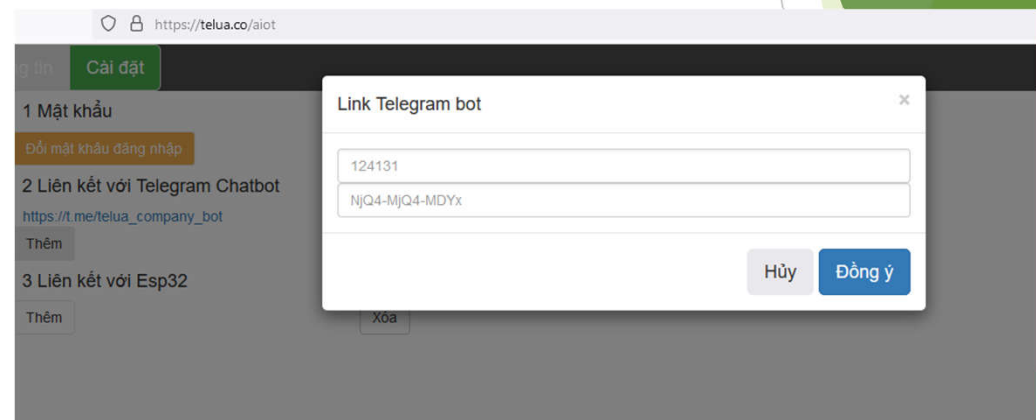 https://telua.co/aiot
g tin Cài đặt
Link Telegram bot ×
1 Mật khẩu
Đổi mật khẩu đăng nhập
124131
2 Liên kết với Telegram Chatbot
NjQ4-MjQ4-MDYx
https://t.me/telua_company_bot
Thêm
Hủy Đồng ý
3 Liên kết với Esp32
Thêm Xóa